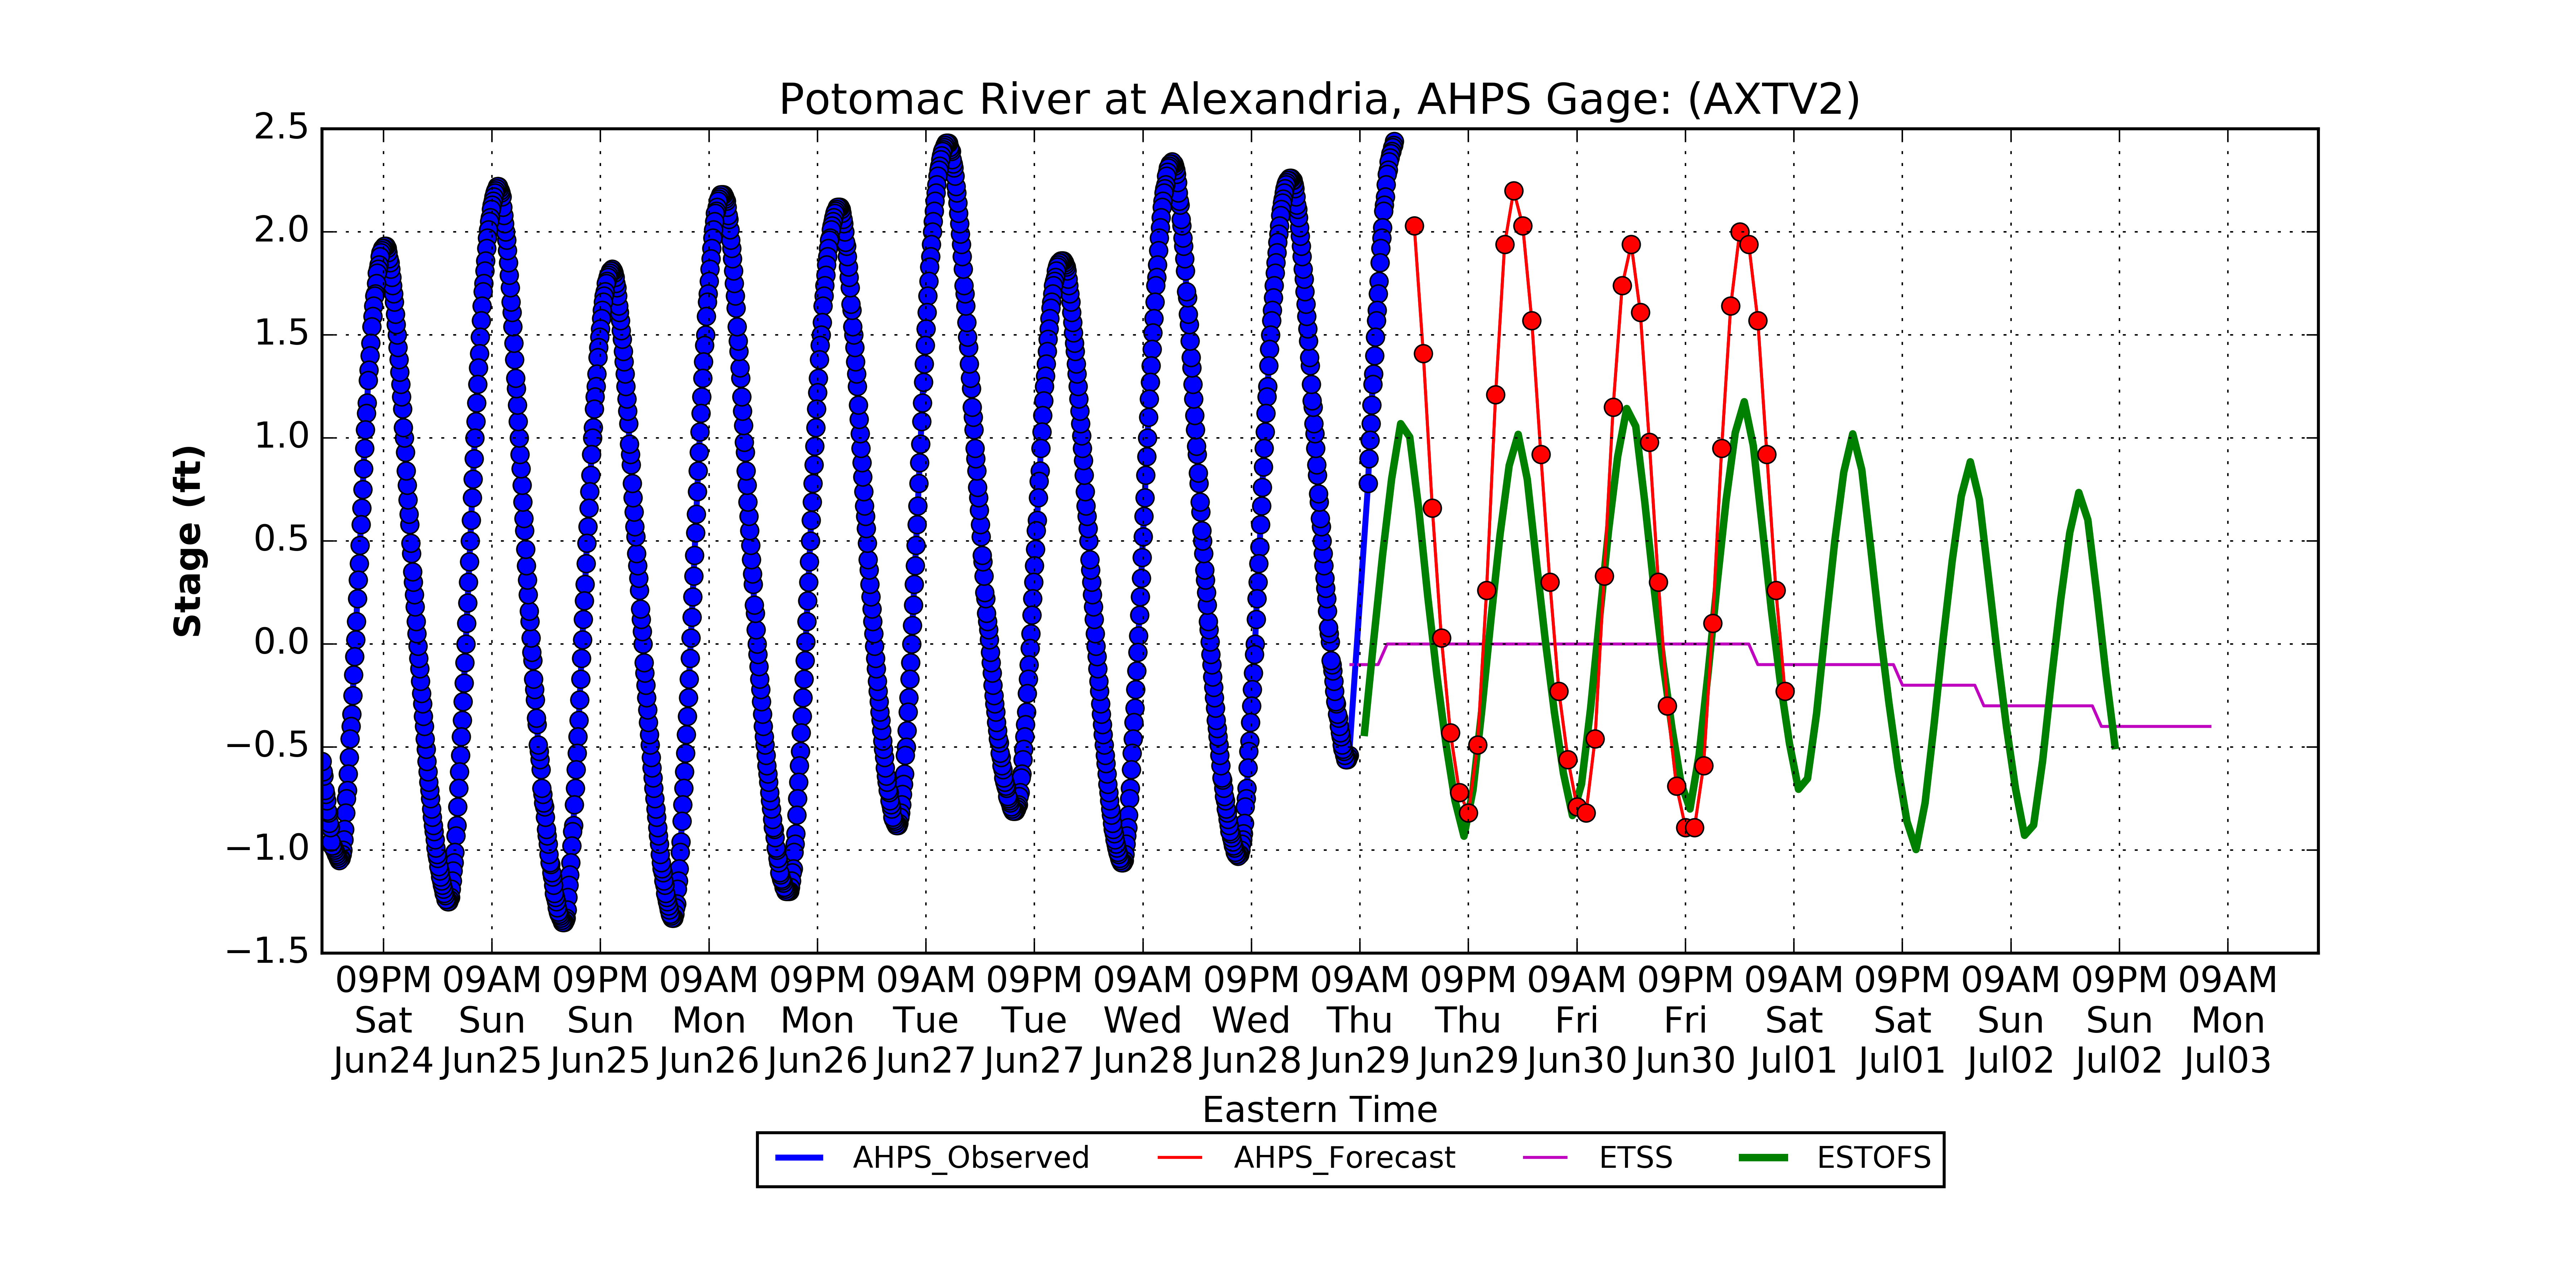 Potomac River at Alexandria, AHPS Gage: (AXTV2)
Stage (ft)
2.5
2.0
1.5
1.0
0.5
0.0
−0.5
−1.0
−1.5
09PM 09AM 09PM 09AM 09PM 09AM 09PM 09AM 09PM 09AM 09PM 09AM 09PM 09AM 09PM 09AM 09PM 09AM
Sat Sun Sun Mon Mon Tue Tue Wed Wed Thu Thu Fri Fri Sat Sat Sun Sun Mon
Jun24 Jun25 Jun25 Jun26 Jun26 Jun27 Jun27 Jun28 Jun28 Jun29 Jun29 Jun30 Jun30 Jul01 Jul01 Jul02 Jul02 Jul03
Eastern Time
AHPS_Observed AHPS_Forecast ETSS ESTOFS